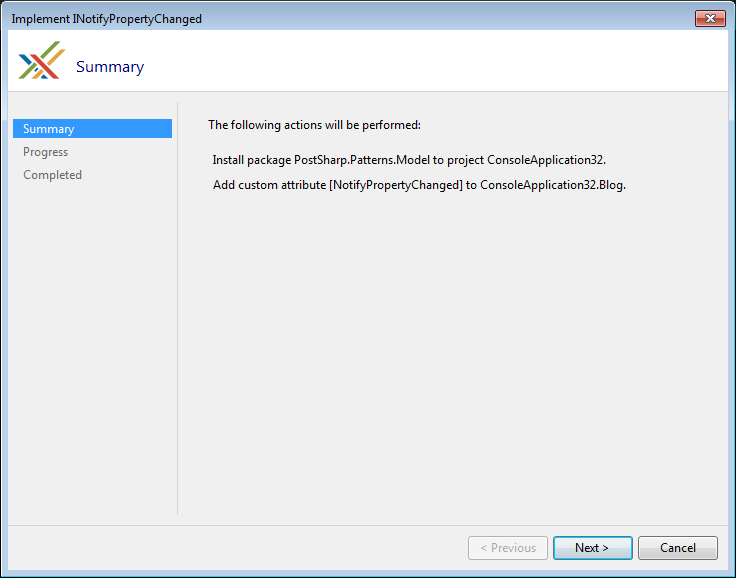 Implement INotifyPropertyChanged
Summary
Summary
Progress
Completed
The following actions will be performed:
Install package PostSharp.Patterns.Model to project ConsoleApplication32.
Add custom attribute [NotifyPropertyChanged] to ConsoleApplication32.Blog.
< Previous
Next >
Cancel